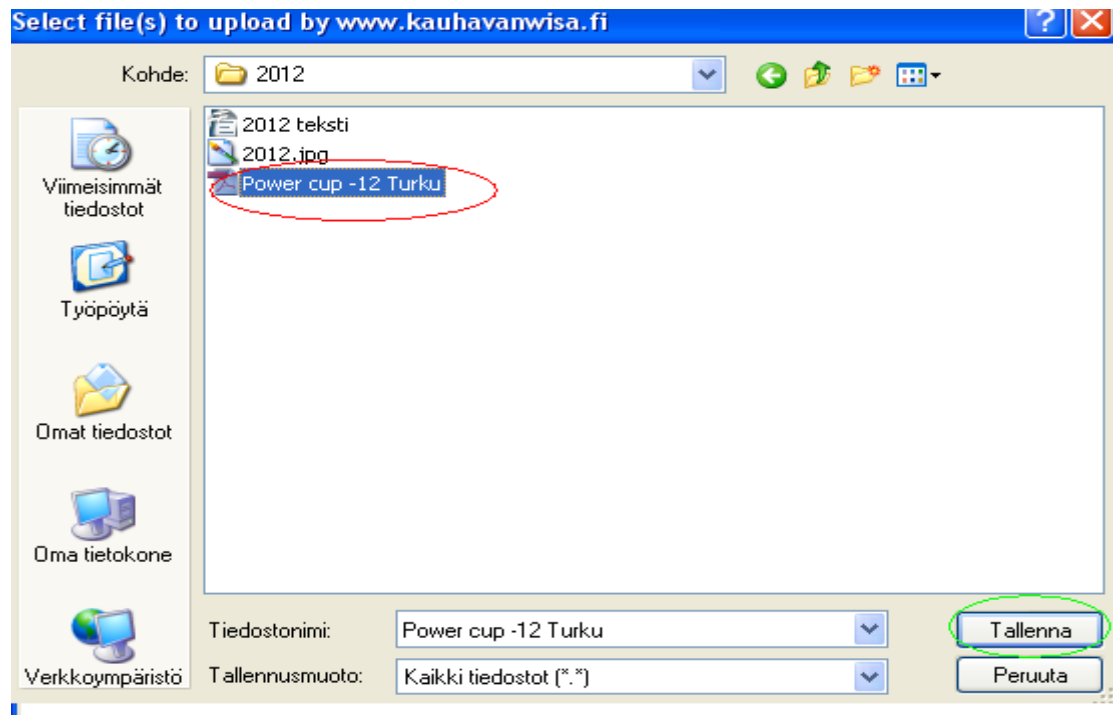 Select file(s) to upload by www.kauhavanwisa.fi
Kohde: 2012
2012 teksti
2012.jpg
Power cup -12 Turku
Viimeisimmät
tiedostot
Työpöytä
Omat tiedostot
Oma tietokone
Verkkoympäristö
Tiedostonimi: Power cup -12 Turku Tallenna
Tallennusmuoto: Kaikki tiedostot (*.*) Peruuta